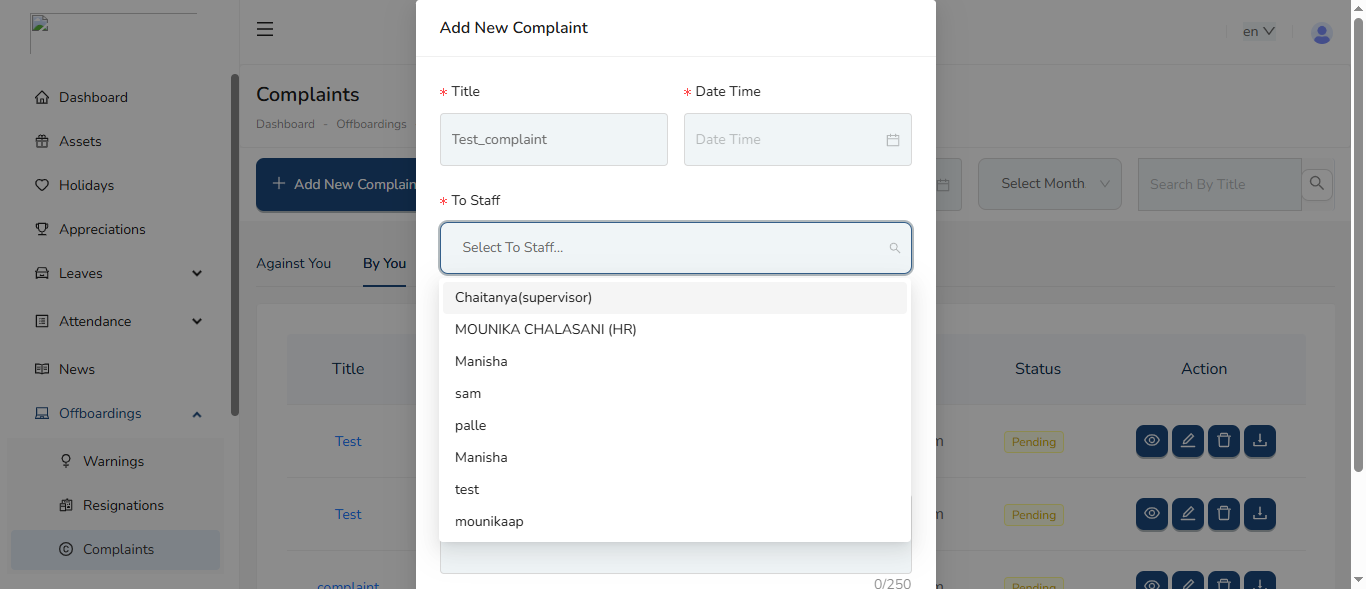 Add New Complaint
en
Dashboard
Assets
Holidays
Appreciations
Leaves
Attendance
News
Offboardings
Warnings
Resignations
Complaints
Complaints
Dashboard - Offboardings
Add New Complain
Select Month
Search By Title
Against You
By You
Title
Status
Action
Test
Pending
Test
Pending
complaint
* Title
* Date Time
Test_complaint
Date Time
* To Staff
Select To Staff...
Chaitanya(supervisor)
MOUNIKA CHALASANI (HR)
Manisha
sam
palle
Manisha
test
mounikaap
0/250